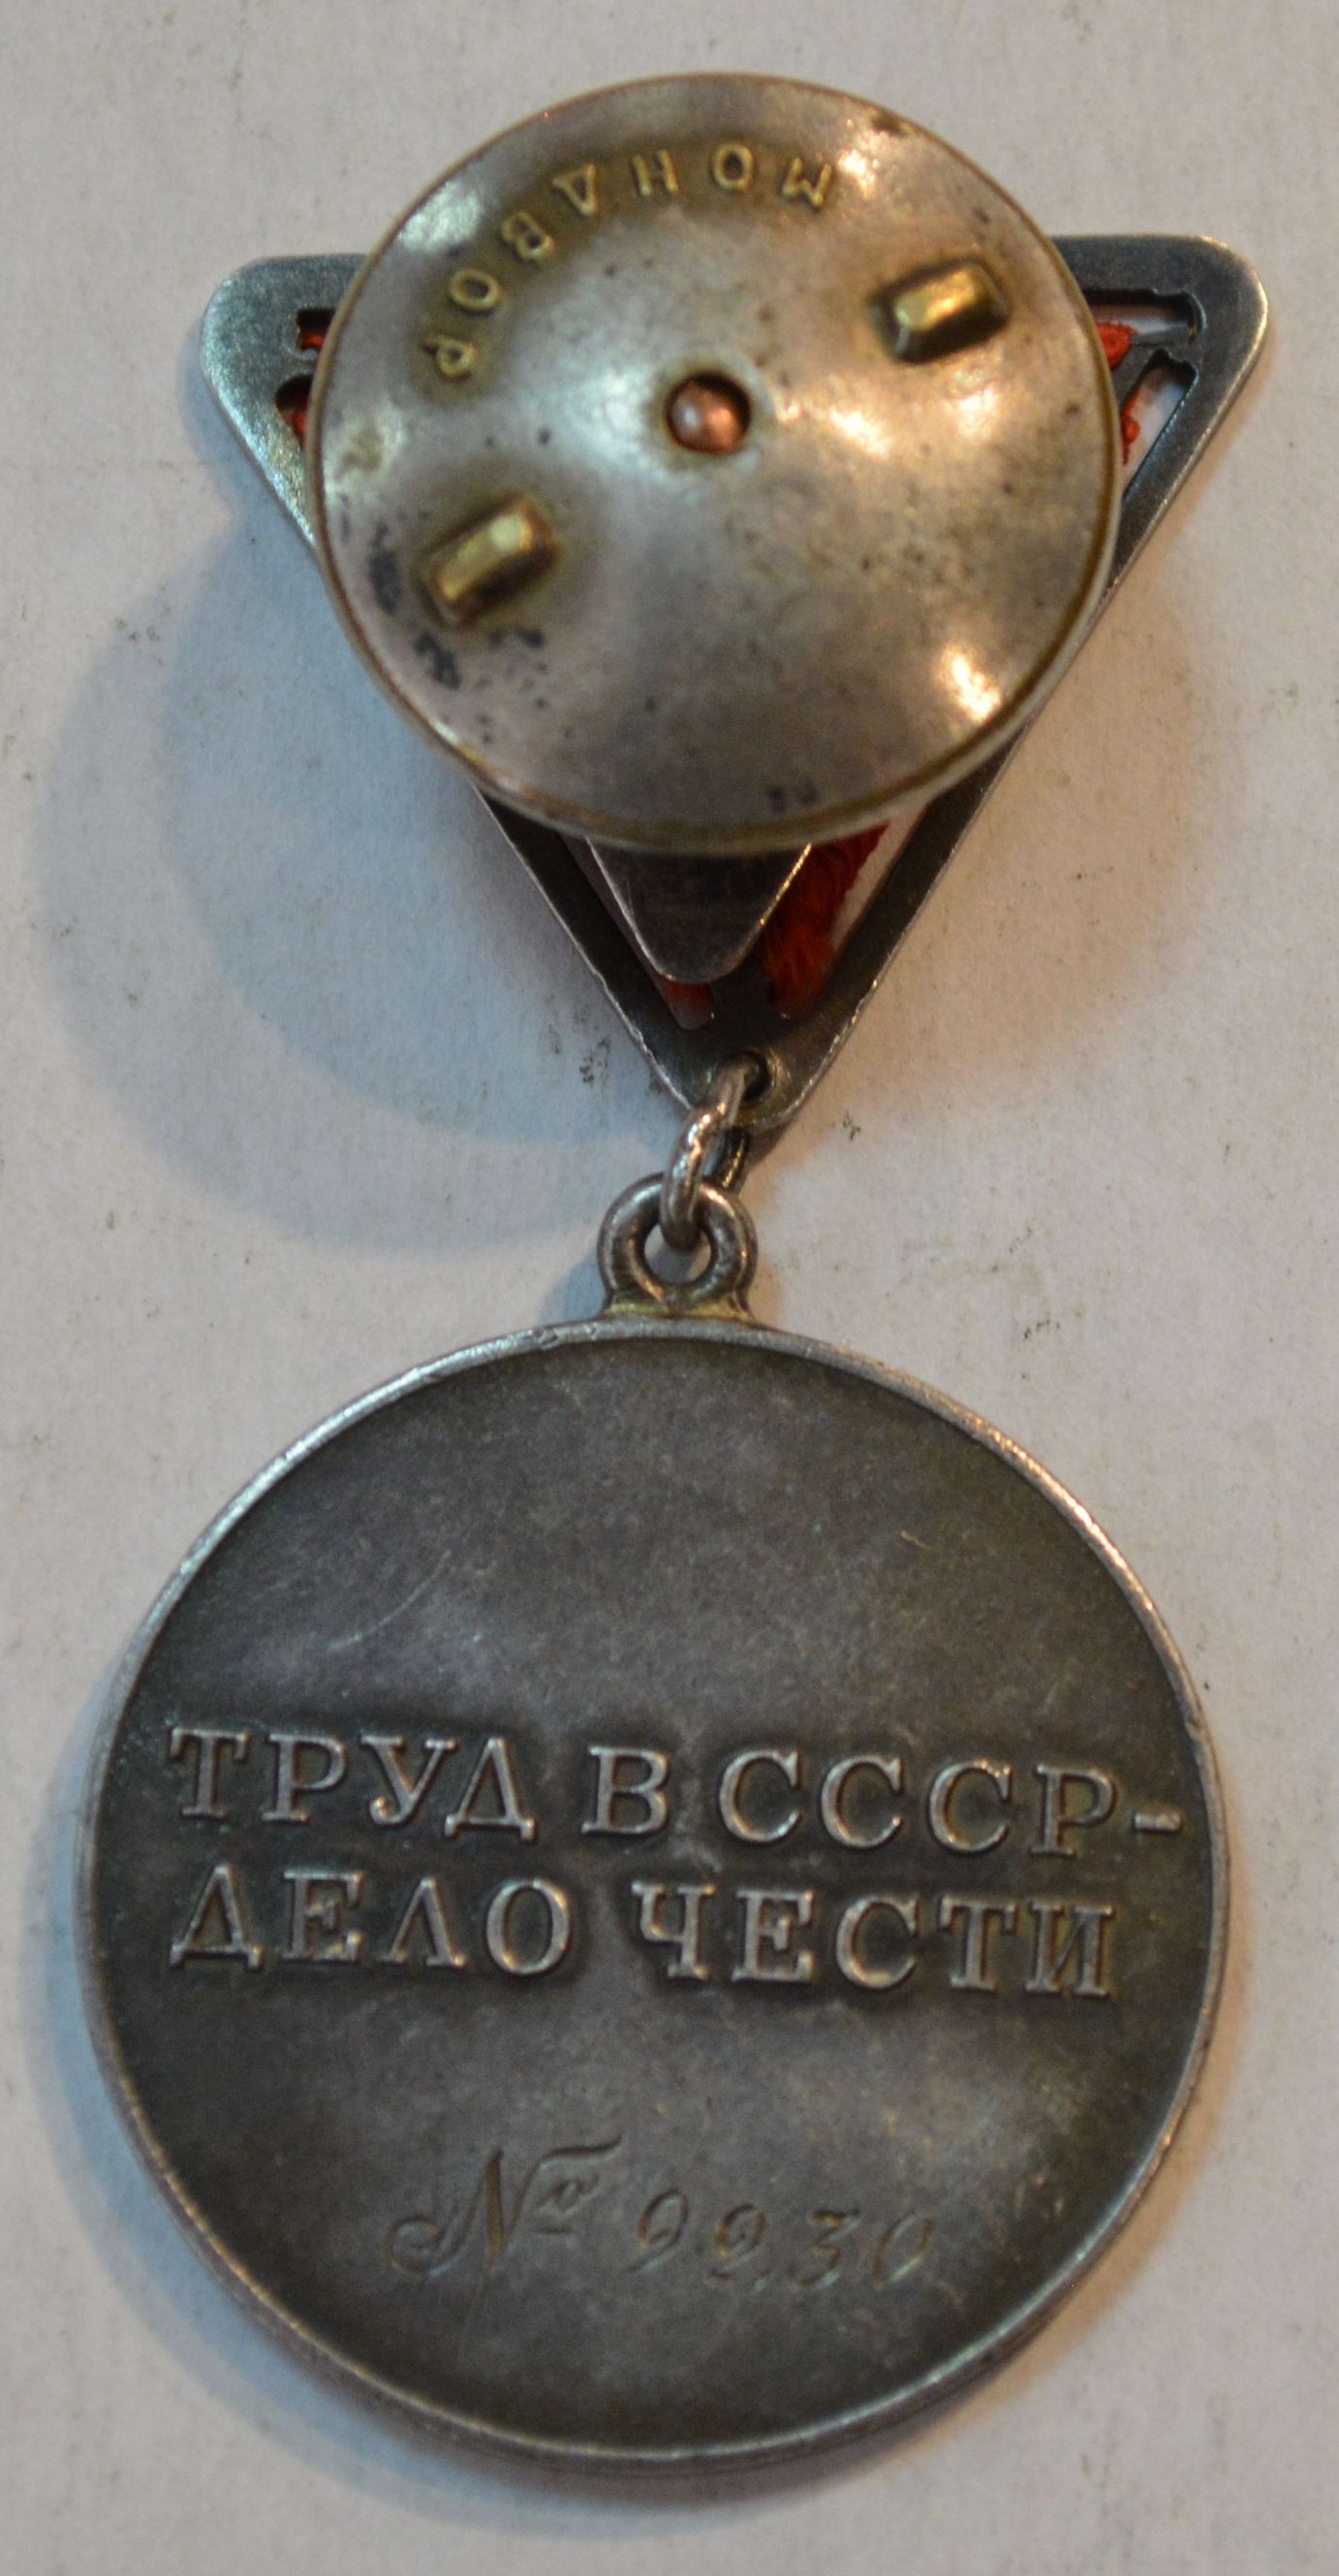 МОНДВОР
ТРУД В СССР-
ДЕЛО ЧЕСТИ
№ 9930